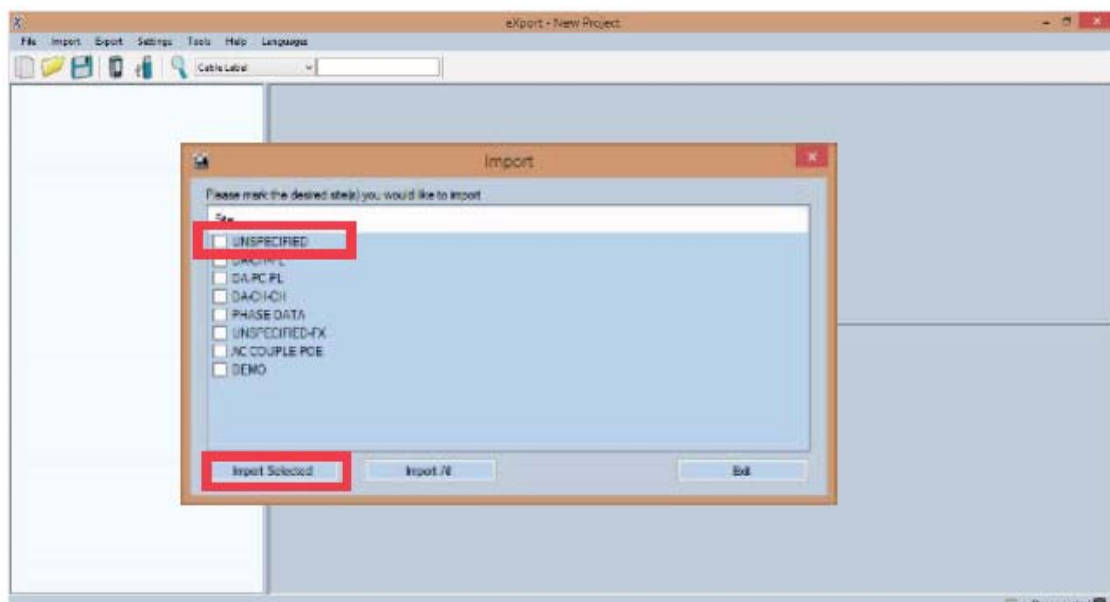 eXport - New Project
File Import Export Settings Tools Help Languages
Cable Label
Import
Please mark the desired site(s) you would like to import
Site
UNSPECIFIED
DA-PC-PL
DA-CH-CH
PHASE DATA
UNSPECIFIED-FX
AC COUPLE POE
DEMO
Import Selected Import All Exit